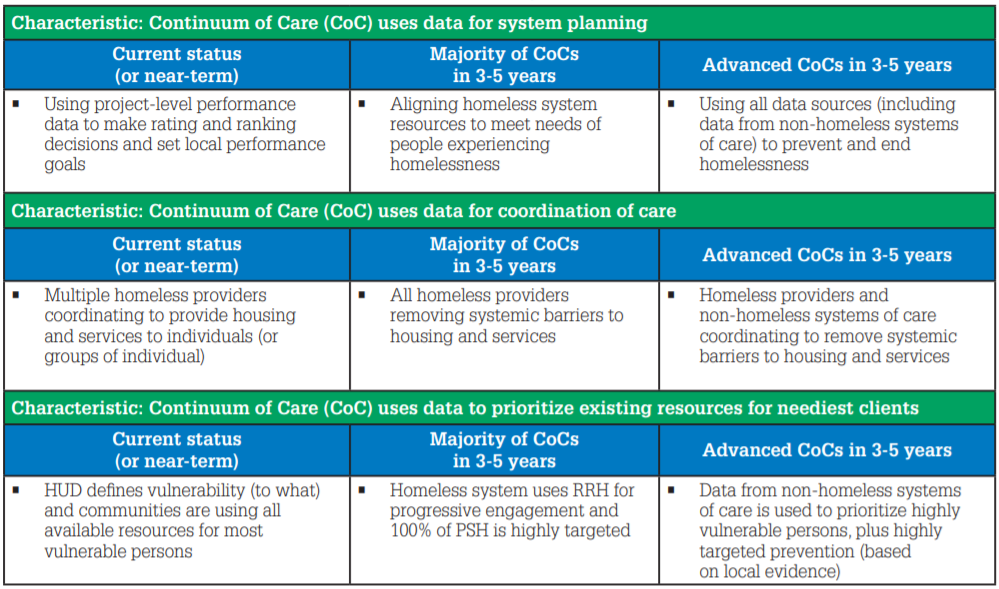 Characteristic: Continuum of Care (CoC) uses data for system planning
Current status
(or near-term)
Majority of CoCs
in 3-5 years
Advanced CoCs in 3-5 years
▪ Using project-level performance
data to make rating and ranking
decisions and set local performance
goals
▪ Aligning homeless system
resources to meet needs of
people experiencing
homelessness
▪ Using all data sources (including
data from non-homeless systems
of care) to prevent and end
homelessness
Characteristic: Continuum of Care (CoC) uses data for coordination of care
Current status
(or near-term)
Majority of CoCs
in 3-5 years
Advanced CoCs in 3-5 years
▪ Multiple homeless providers
coordinating to provide housing
and services to individuals (or
groups of individual)
▪ All homeless providers
removing systemic barriers to
housing and services
▪ Homeless providers and
non-homeless systems of care
coordinating to remove systemic
barriers to housing and services
Characteristic: Continuum of Care (CoC) uses data to prioritize existing resources for neediest clients
Current status
(or near-term)
Majority of CoCs
in 3-5 years
Advanced CoCs in 3-5 years
▪ HUD defines vulnerability (to what)
and communities are using all
available resources for most
vulnerable persons
▪ Homeless system uses RRH for
progressive engagement and
100% of PSH is highly targeted
▪ Data from non-homeless systems
of care is used to prioritize highly
vulnerable persons, plus highly
targeted prevention (based
on local evidence)